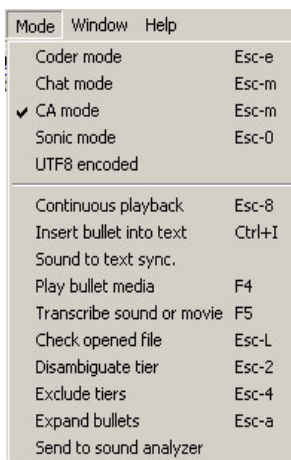 Mode Window Help
Coder mode Esc-e
Chat mode Esc-m
✓ CA mode Esc-m
Sonic mode Esc-0
UTF8 encoded
Continuous playback Esc-8
Insert bullet into text Ctrl+I
Sound to text sync.
Play bullet media F4
Transcribe sound or movie F5
Check opened file Esc-L
Disambiguate tier Esc-2
Exclude tiers Esc-4
Expand bullets Esc-a
Send to sound analyzer